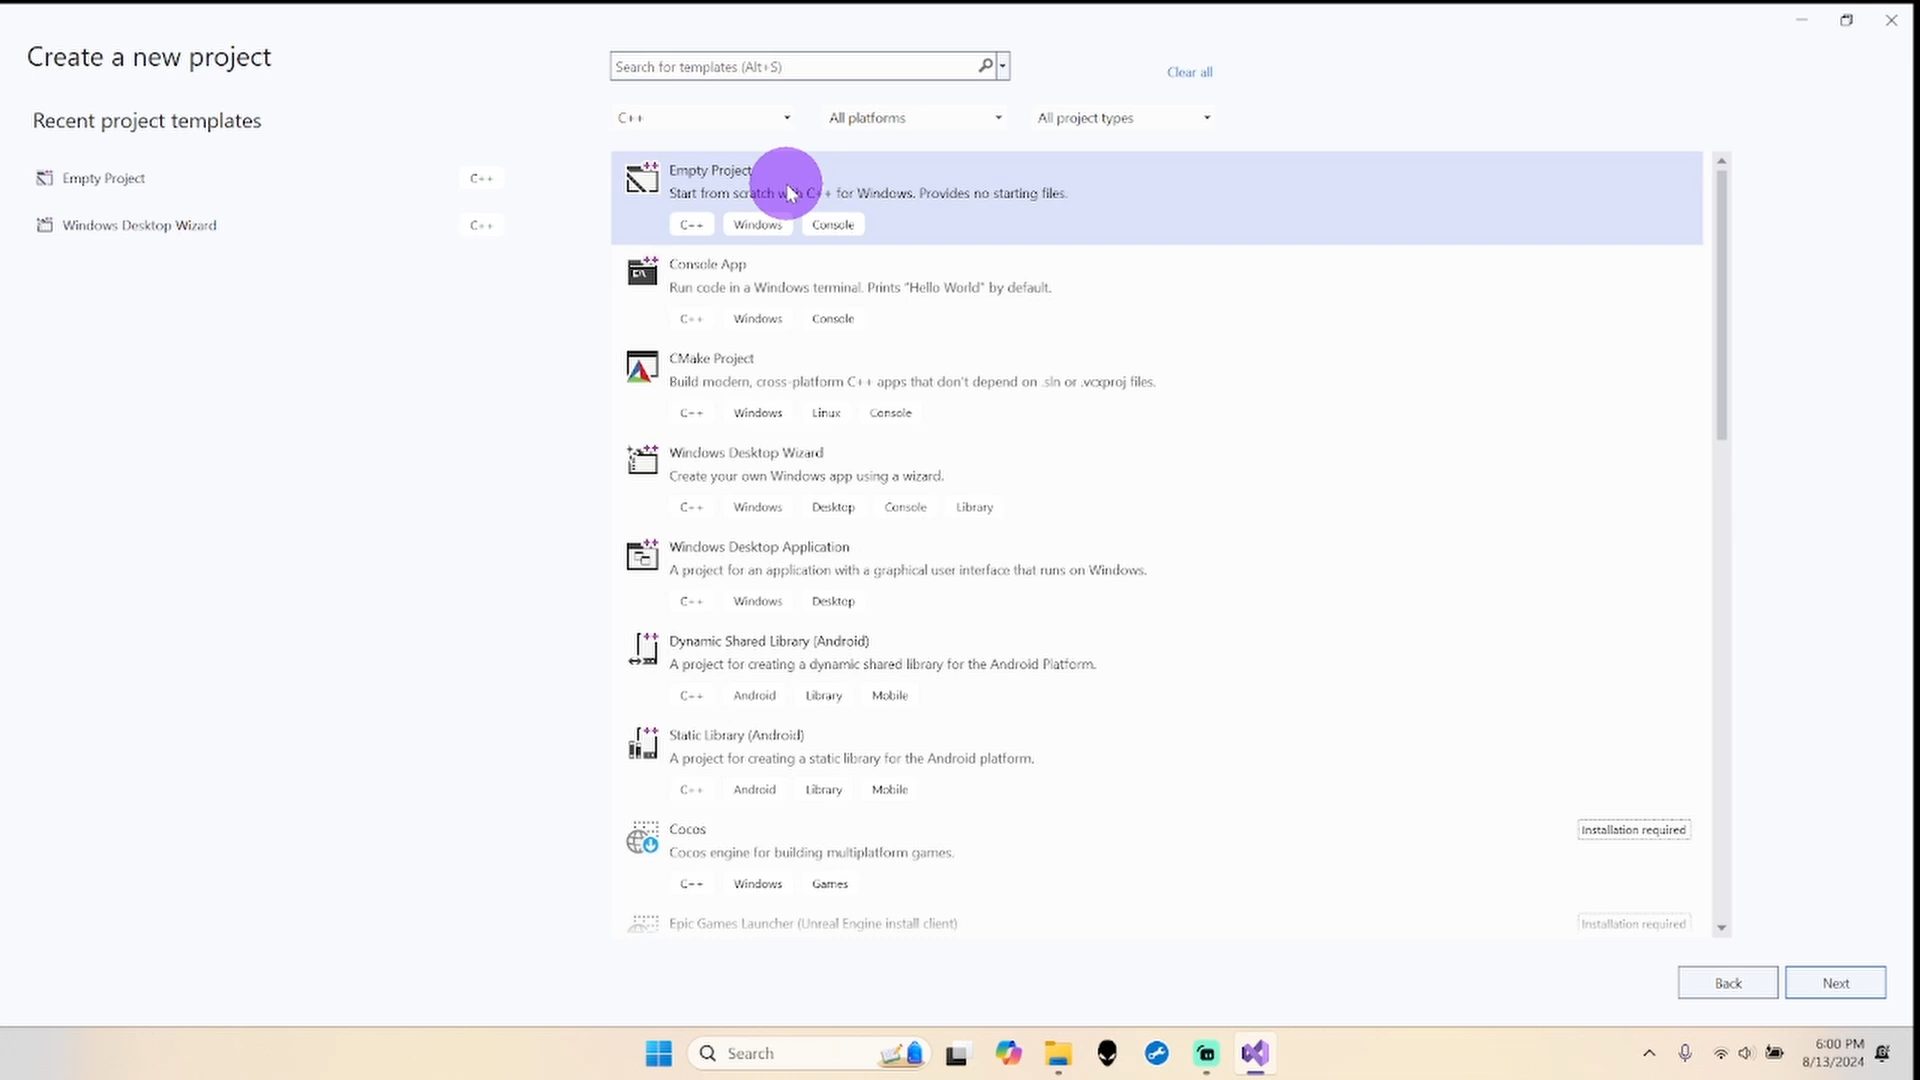 Create a new project
Search for templates (Alt+S)
Clear all
Recent project templates
C++
All platforms
All project types
Empty Project
C++
Windows Desktop Wizard
C++
Empty Project
Start from scratch with C++ for Windows. Provides no starting files.
C++ Windows Console
Console App
Run code in a Windows terminal. Prints "Hello World" by default.
C++ Windows Console
CMake Project
Build modern, cross-platform C++ apps that don't depend on .sln or .vcxproj files.
C++ Windows Linux Console
Windows Desktop Wizard
Create your own Windows app using a wizard.
C++ Windows Desktop Console Library
Windows Desktop Application
A project for an application with a graphical user interface that runs on Windows.
C++ Windows Desktop
Dynamic Shared Library (Android)
A project for creating a dynamic shared library for the Android Platform.
C++ Android Library Mobile
Static Library (Android)
A project for creating a static library for the Android platform.
C++ Android Library Mobile
Cocos
Installation required
Cocos engine for building multiplatform games.
C++ Windows Games
Epic Games Launcher (Unreal Engine install client)
Installation required
Back
Next
Search
6:00 PM
8/13/2024